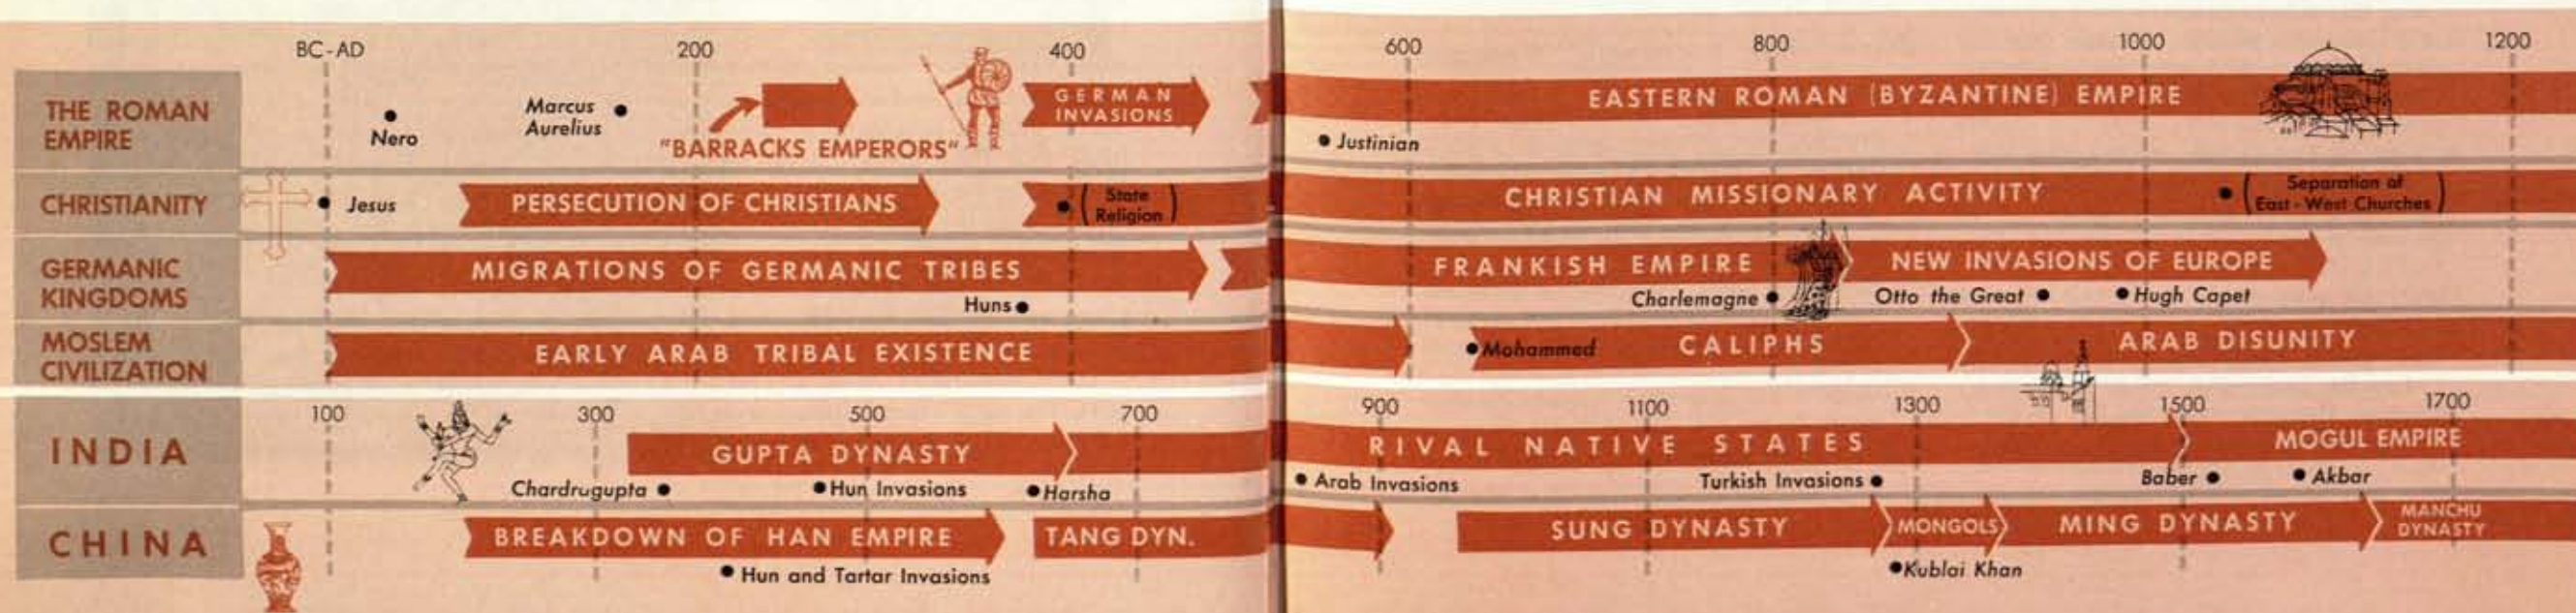 BC-AD 200 400 600 800 1000 1200
THE ROMAN
EMPIRE
Nero
Marcus
Aurelius
"BARRACKS EMPERORS"
GERMAN
INVASIONS
EASTERN ROMAN (BYZANTINE) EMPIRE
Justinian
CHRISTIANITY
Jesus
PERSECUTION OF CHRISTIANS
(State
Religion)
CHRISTIAN MISSIONARY ACTIVITY
(Separation of
East-West Churches)
GERMANIC
KINGDOMS
MIGRATIONS OF GERMANIC TRIBES
Huns
FRANKISH EMPIRE
NEW INVASIONS OF EUROPE
Charlemagne
Otto the Great
Hugh Capet
MOSLEM
CIVILIZATION
EARLY ARAB TRIBAL EXISTENCE
Mohammed
CALIPHS
ARAB DISUNITY
100 300 500 700 900 1100 1300 1500 1700
INDIA
GUPTA DYNASTY
RIVAL NATIVE STATES
MOGUL EMPIRE
Chardrugupta
Hun Invasions
Harsha
Arab Invasions
Turkish Invasions
Baber
Akbar
CHINA
BREAKDOWN OF HAN EMPIRE
TANG DYN.
SUNG DYNASTY
MONGOLS
MING DYNASTY
MANCHU
DYNASTY
Hun and Tartar Invasions
Kublai Khan